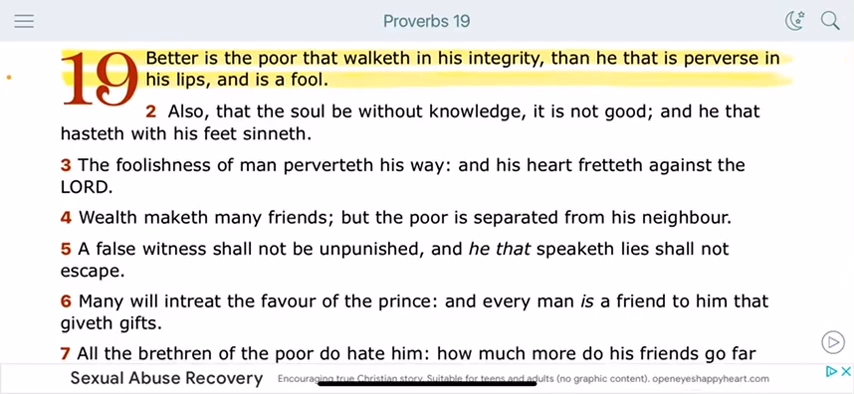 Proverbs 19
19 Better is the poor that walketh in his integrity, than he that is perverse in
his lips, and is a fool.
2 Also, that the soul be without knowledge, it is not good; and he that
hasteth with his feet sinneth.
3 The foolishness of man perverteth his way: and his heart fretteth against the
LORD.
4 Wealth maketh many friends; but the poor is separated from his neighbour.
5 A false witness shall not be unpunished, and he that speaketh lies shall not
escape.
6 Many will intreat the favour of the prince: and every man is a friend to him that
giveth gifts.
7 All the brethren of the poor do hate him: how much more do his friends go far
Sexual Abuse Recovery Encouraging true Christian story. Suitable for teens and adults (no graphic content). openeyeshappyheart.com